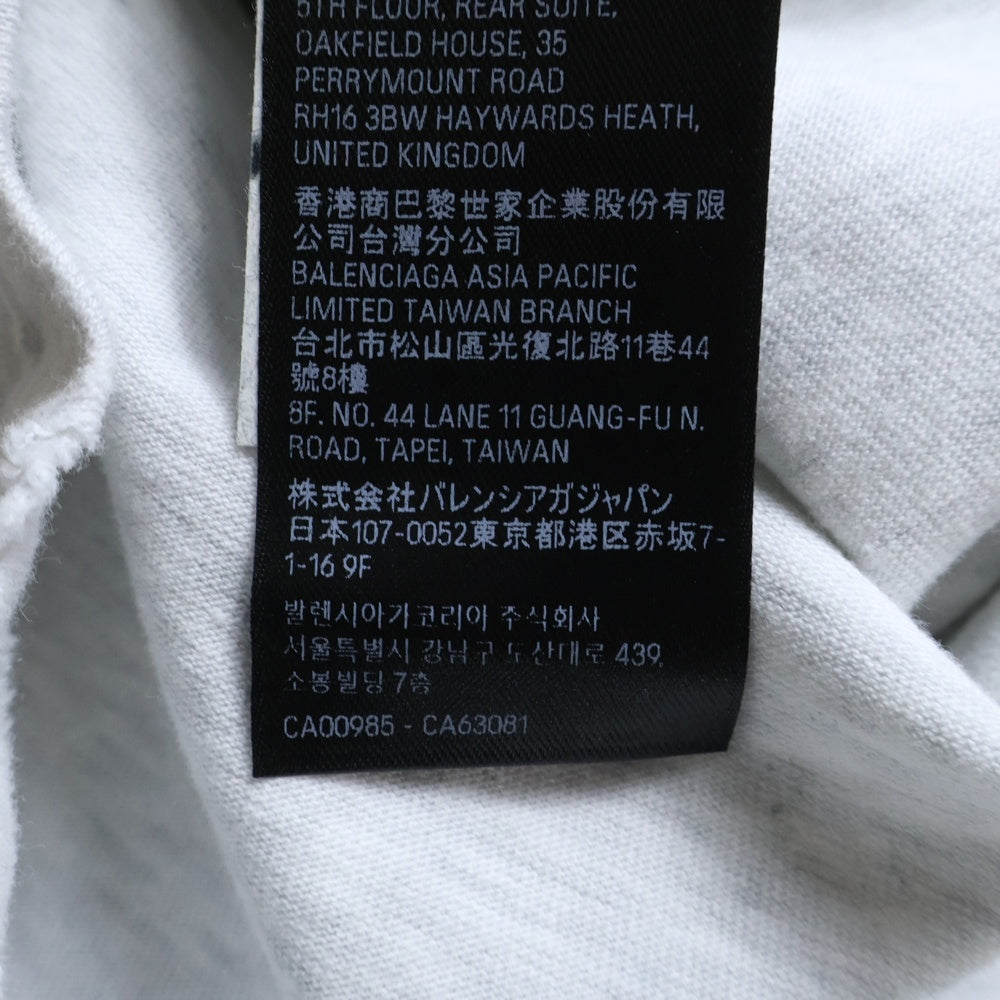 5TH FLOOR, REAR SUITE,
OAKFIELD HOUSE, 35
PERRYMOUNT ROAD
RH16 3BW HAYWARDS HEATH,
UNITED KINGDOM
香港商巴黎世家企業股份有限
公司台灣分公司
BALENCIAGA ASIA PACIFIC
LIMITED TAIWAN BRANCH
台北市松山區光復北路11巷44
號8樓
8F. NO. 44 LANE 11 GUANG-FU N.
ROAD, TAPEI, TAIWAN
株式会社バレンシアガジャパン
日本107-0052東京都港区赤坂7-
1-16 9F
발렌시아가코리아 주식회사
서울특별시 강남구 도산대로 439,
소봉빌딩 7층
CA00985 - CA63081